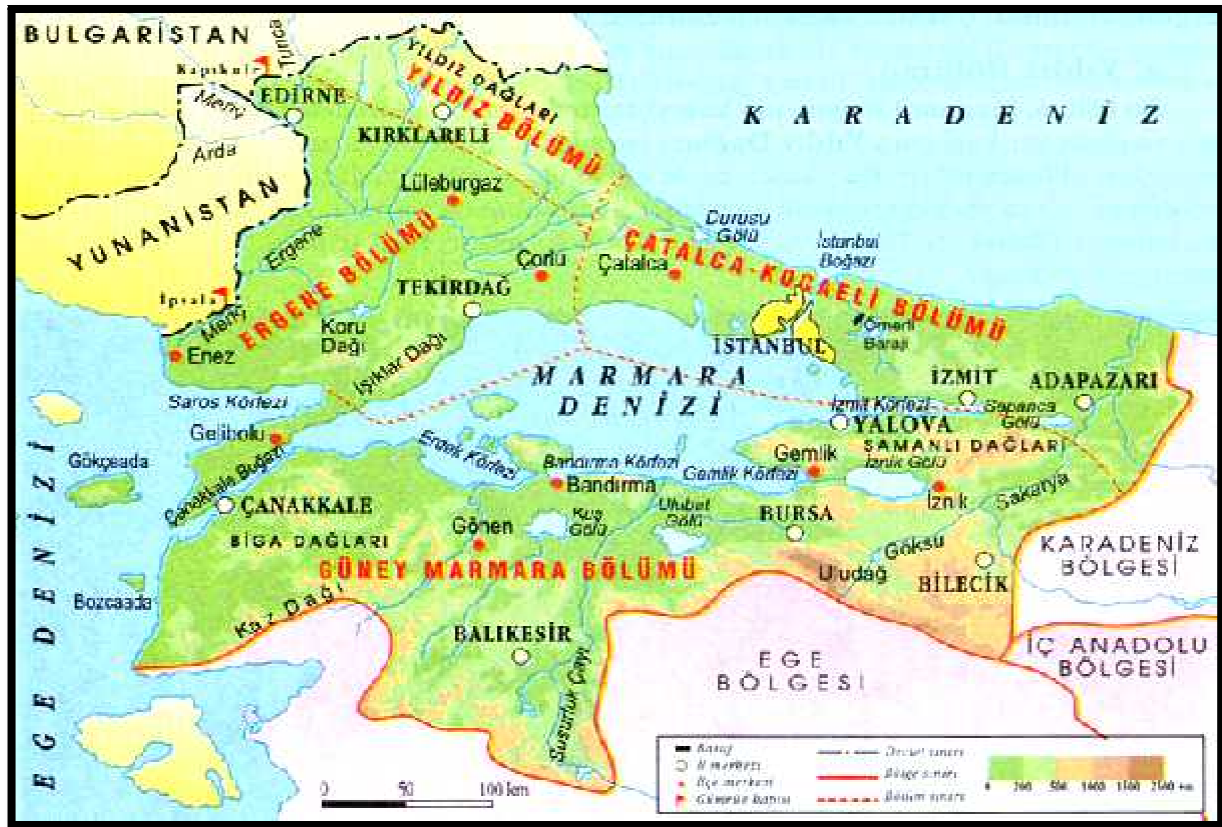 BULGARİSTAN
Tunca
Kapıkule
YILDIZ DAĞLARI
YILDIZ BÖLÜMÜ
Meriç
EDİRNE
KIRKLARELİ
KARADENİZ
Arda
YUNANİSTAN
Lüleburgaz
Ergene
ERGENE BÖLÜMÜ
Durusu
Gölü
İstanbul
Boğazı
ÇATALCA-KOCAELİ BÖLÜMÜ
Çorlu
Çatalca
İpsala
Meriç
TEKİRDAĞ
Enez
Koru
Dağı
Işıklar Dağı
Ömerli
Barajı
İSTANBUL
MARMARA
DENİZİ
İZMİT
ADAPAZARI
Saros Körfezi
İzmit Körfezi
Sapanca
Gölü
YALOVA
SAMANLI DAĞLARI
Gelibolu
Erdek Körfezi
Bandırma Körfezi
Gemlik
Gemlik Körfezi
İznik Gölü
Gökçeada
Çanakkale Boğazı
Bandırma
İznik
Sakarya
ÇANAKKALE
Kuş
Gölü
Ulubat
Gölü
BURSA
Gönen
BİGA DAĞLARI
GÜNEY MARMARA BÖLÜMÜ
Göksu
Uludağ
BİLECİK
KARADENİZ
BÖLGESİ
Bozcaada
Kaz Dağı
BALIKESİR
Susurluk Çayı
EGE
BÖLGESİ
İÇ ANADOLU
BÖLGESİ
EGE DENİZİ
0 50 100 km
Baraj
İl merkezi
İlçe merkezi
Gümrük kapısı
Devlet sınırı
Bölge sınırı
Bölüm sınırı
0 200 500 1000 1500 2500 m